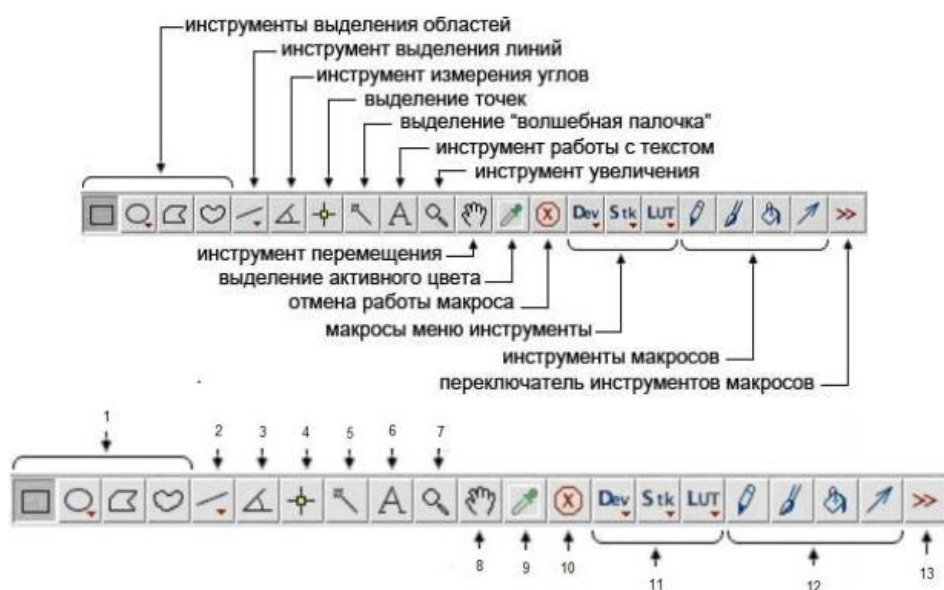 инструменты выделения областей
инструмент выделения линий
инструмент измерения углов
выделение точек
выделение "волшебная палочка"
инструмент работы с текстом
инструмент увеличения
A Dev Stk LUT >>
инструмент перемещения
выделение активного цвета
отмена работы макроса
макросы меню инструменты
инструменты макросов
переключатель инструментов макросов
1 2 3 4 5 6 7
A Dev Stk LUT >>
8 9 10 11 12 13